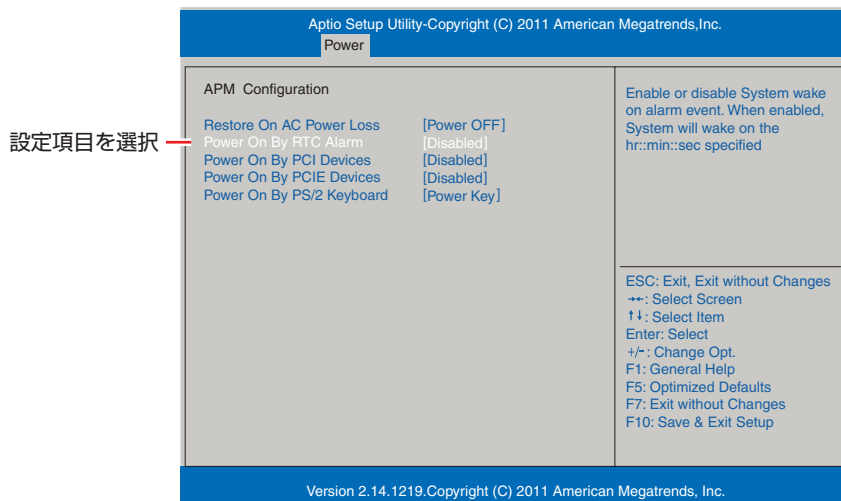 Aptio Setup Utility-Copyright (C) 2011 American Megatrends,Inc.
Power
APM Configuration
Restore On AC Power Loss [Power OFF]
設定項目を選択
Power On By RTC Alarm [Disabled]
Power On By PCI Devices [Disabled]
Power On By PCIE Devices [Disabled]
Power On By PS/2 Keyboard [Power Key]
Enable or disable System wake
on alarm event. When enabled,
System will wake on the
hr::min::sec specified
ESC: Exit, Exit without Changes
→←: Select Screen
↑↓: Select Item
Enter: Select
+/-: Change Opt.
F1: General Help
F5: Optimized Defaults
F7: Exit without Changes
F10: Save & Exit Setup
Version 2.14.1219.Copyright (C) 2011 American Megatrends, Inc.